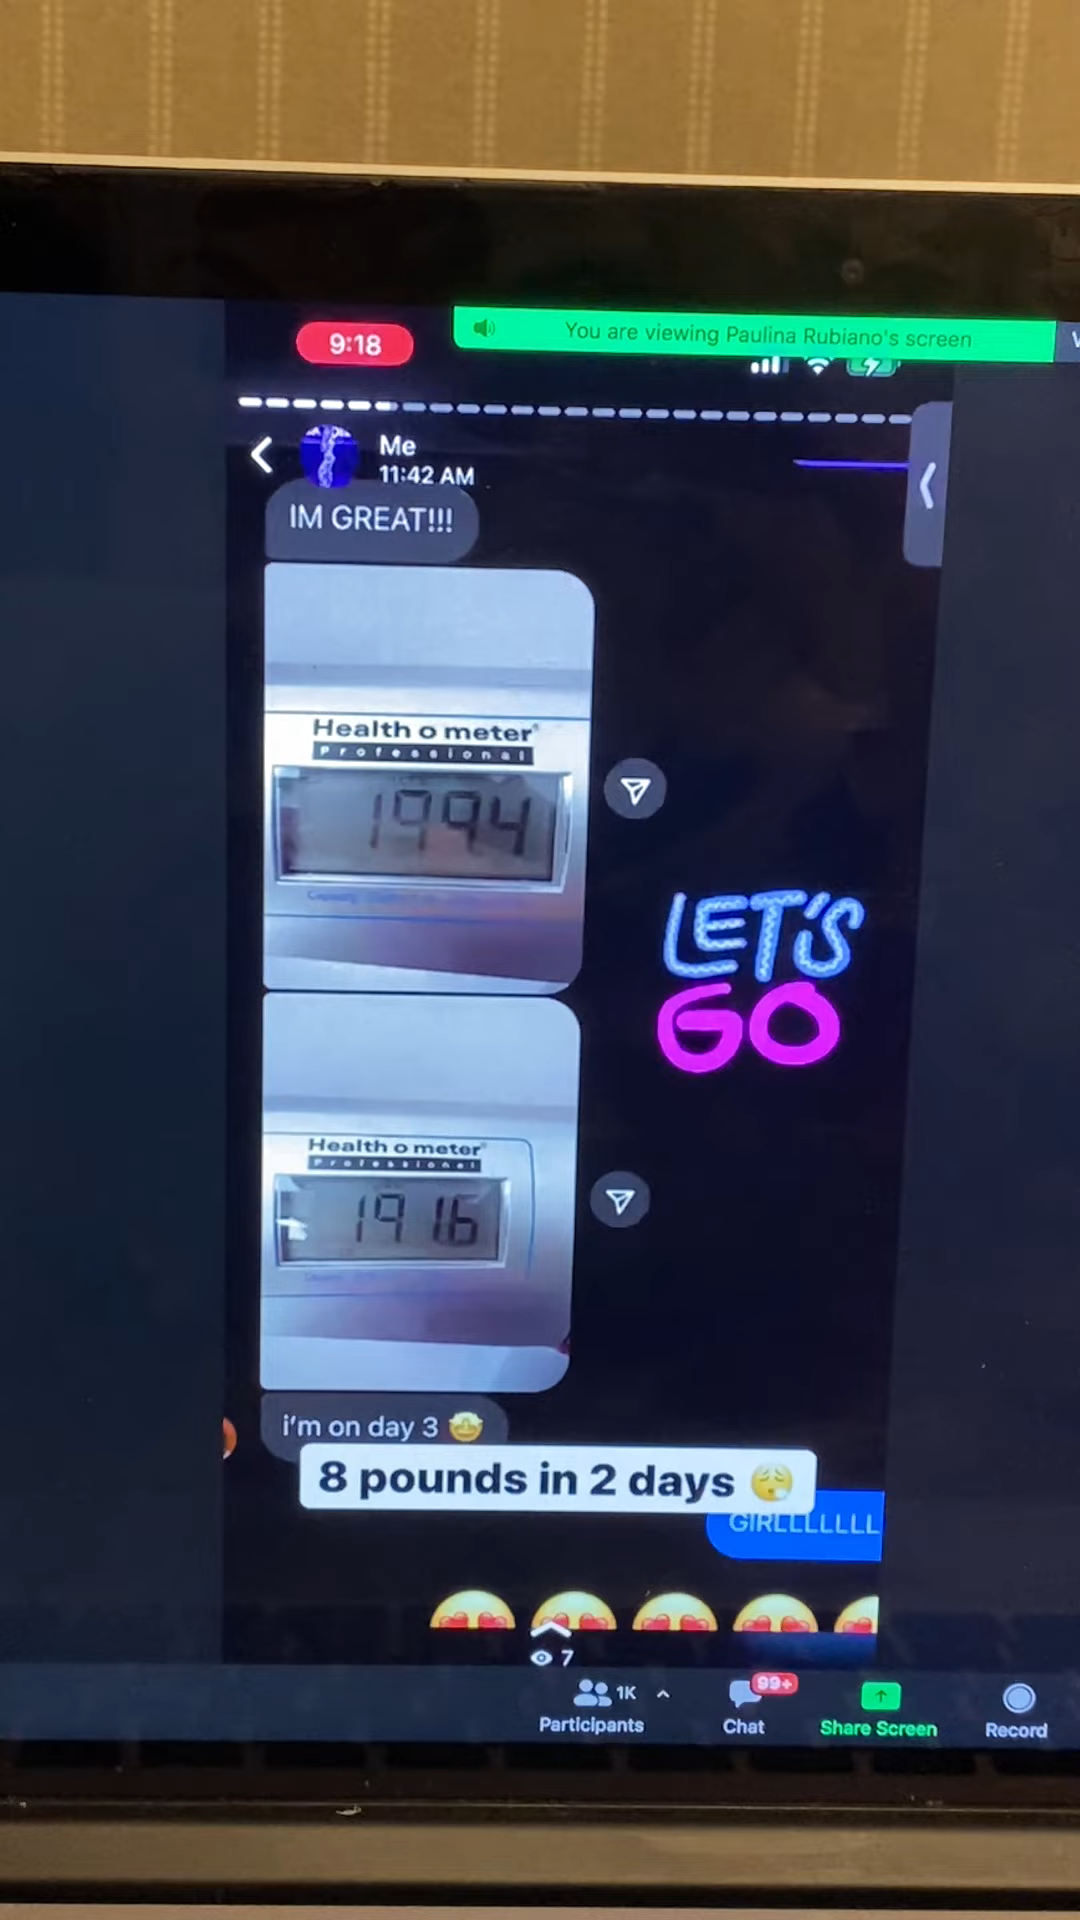 You are viewing Paulina Rubiano's screen
9:18
Me
11:42 AM
IM GREAT!!!
Health o meter®
Professional
199.4
LET'S
GO
Health o meter®
Professional
191.6
i'm on day 3 🤩
8 pounds in 2 days 😮‍💨
GIRLLLLLLL
😍😍😍😍😍
7
1K
99+
Participants
Chat
Share Screen
Record